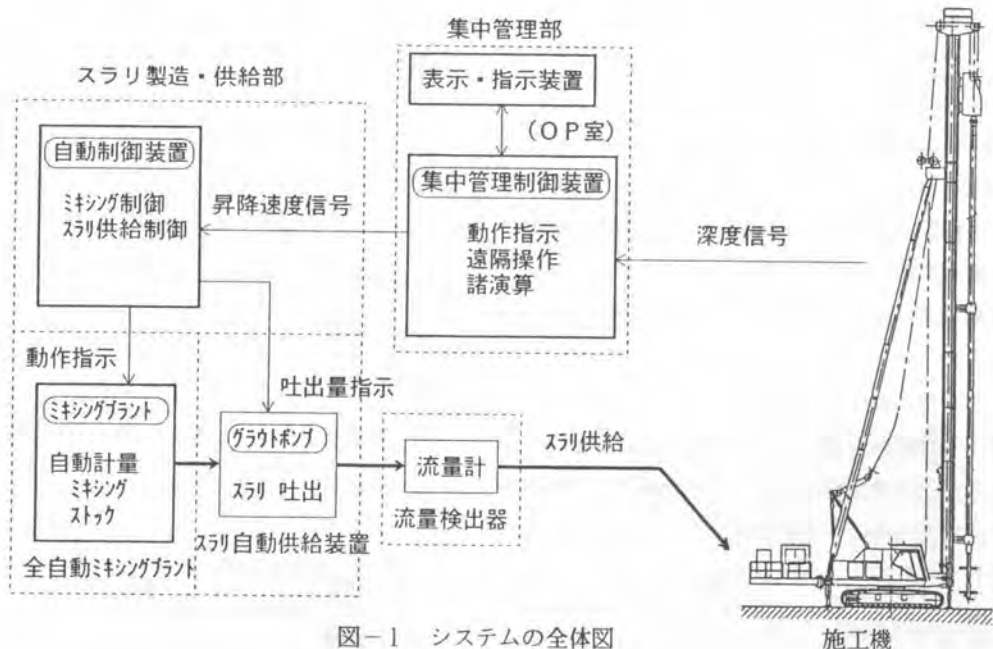 集中管理部
表示・指示装置
(OP室)
集中管理制御装置
動作指示
遠隔操作
諸演算
スラリ製造・供給部
自動制御装置
ミキシング制御
スラリ供給制御
昇降速度信号
深度信号
動作指示
吐出量指示
ミキシングプラント
自動計量
ミキシング
ストック
全自動ミキシングプラント
グラウトポンプ
スラリ 吐出
スラリ自動供給装置
流量計
流量検出器
スラリ供給
図-1 システムの全体図
施工機